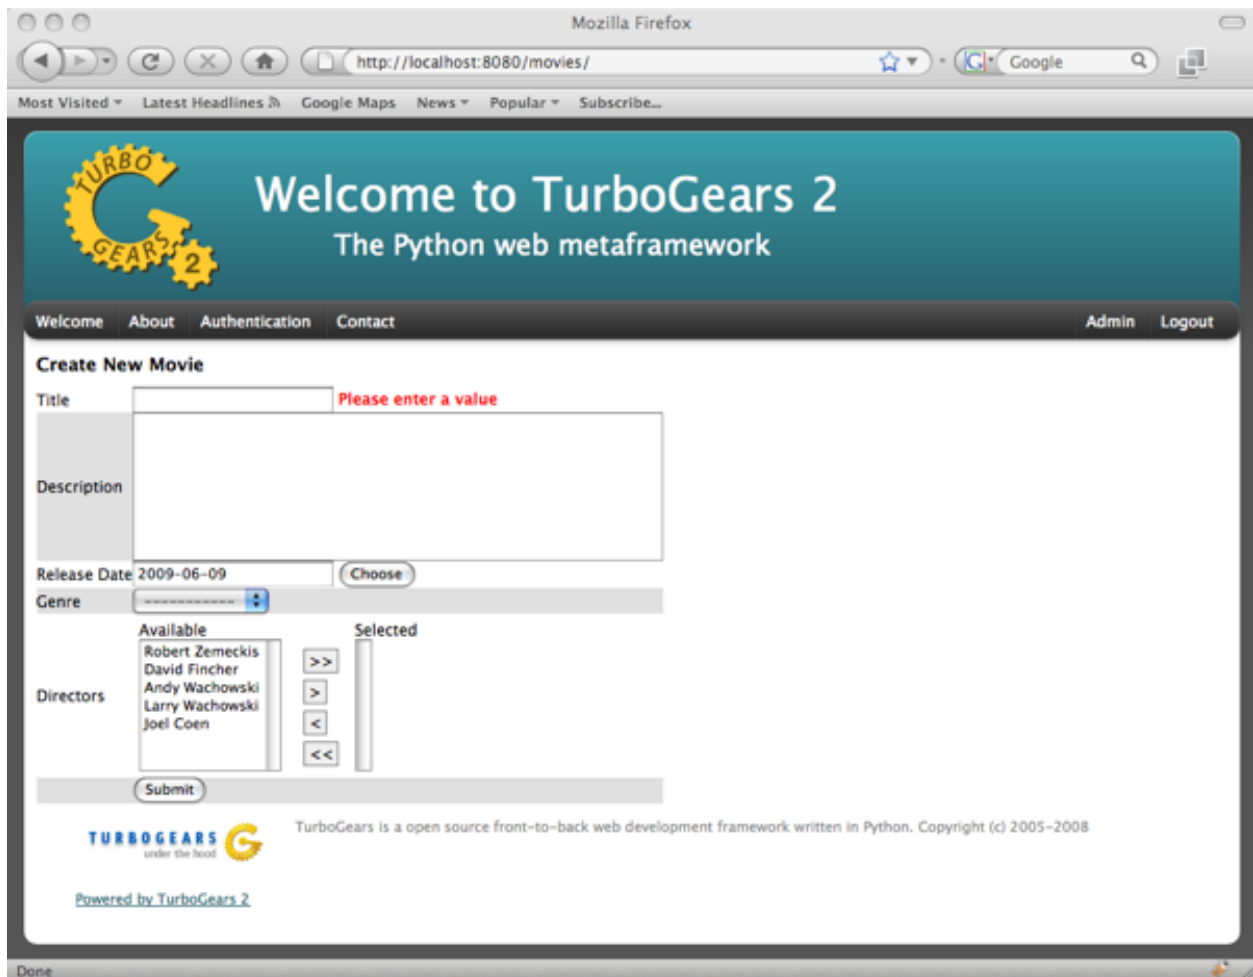 Mozilla Firefox
http://localhost:8080/movies/
Google
Most Visited Latest Headlines Google Maps News Popular Subscribe...
TURBO GEARS 2
Welcome to TurboGears 2
The Python web metaframework
Welcome About Authentication Contact Admin Logout
Create New Movie
Title Please enter a value
Description
Release Date 2009-06-09 Choose
Genre -----------
Available Selected
Robert Zemeckis
David Fincher
Andy Wachowski
Larry Wachowski
Joel Coen
>>
>
<
<<
Directors
Submit
TURBOGEARS
under the hood
TurboGears is a open source front-to-back web development framework written in Python. Copyright (c) 2005-2008
Powered by TurboGears 2
Done